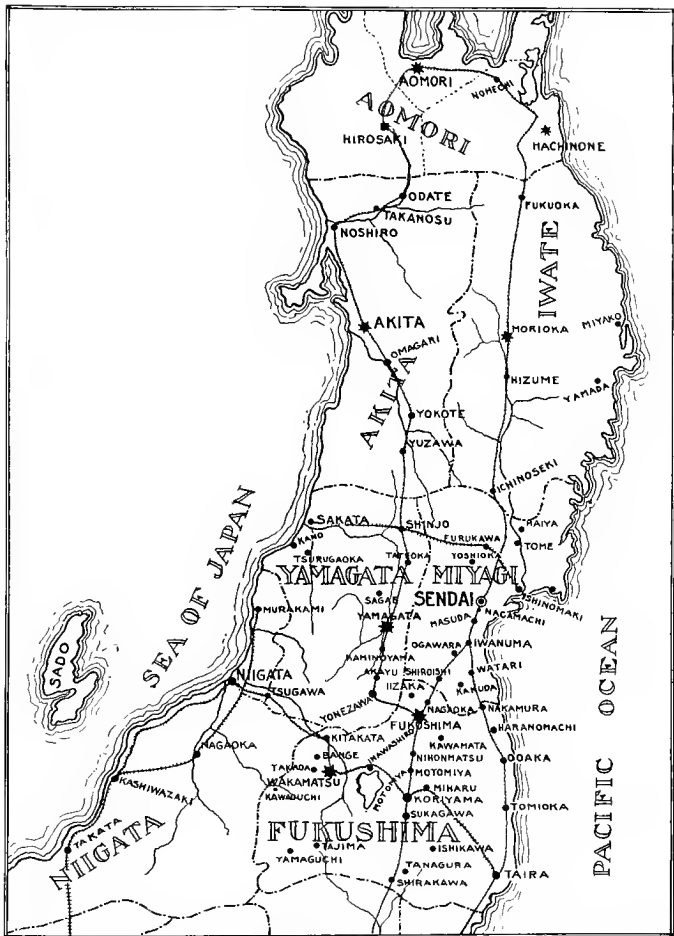 AOMORI
NOMECHI
AOMORI
HIROSAKI
HACHINONE
ODATE
TAKANOSU
FUKUOKA
NOSHIRO
IWATE
AKITA
MORIOKA
MIYAKO
OMAGARI
HIZUME
YAMADA
AKITA
YOKOTE
YUZAWA
ICHINOSEKI
SAKATA
SHINJO
FURUKAWA
HAIYA
KANO
TSURUGAOKA
TATEOKA
YOSHIOKA
TOME
YAMAGATA
MIYAGI
SEA OF JAPAN
SAGAE
SENDAI
ISHINOMAKI
MURAKAMI
YAMAGATA
MASUDA
NAGAMACHI
OGAWARA
IWANUMA
SADO
KAMINOYAMA
NIIGATA
AKAYU
SHIROISHI
WATARI
TSUGAWA
IIZAKA
KAKUDA
YONEZAWA
NAGAOKA
NAKAMURA
FUKUSHIMA
KITAKATA
INAWASHIRO
KAWAMATA
HARANOMACHI
NAGAOKA
BANGE
NIHONMATSU
ODAKA
TAKADA
WAKAMATSU
MOTOMIYA
KASHIWAZAKI
KAWAGUCHI
MOTOMIYA
MIHARU
KORIYAMA
TOMIOKA
SUKAGAWA
FUKUSHIMA
TAKATA
TAJIMA
ISHIKAWA
YAMAGUCHI
NIIGATA
TANAGURA
SHIRAKAWA
TAIRA
PACIFIC OCEAN